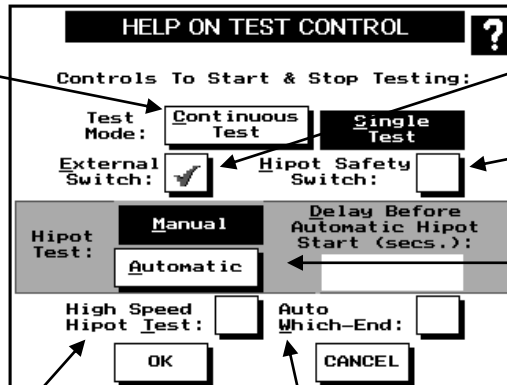 HELP ON TEST CONTROL ?
Controls To Start & Stop Testing:
Test Mode: Continuous Test Single Test
External Switch: Hipot Safety Switch:
Hipot Test: Manual Automatic
Delay Before Automatic Hipot Start (secs.):
High Speed Hipot Test: Auto Which-End:
OK CANCEL